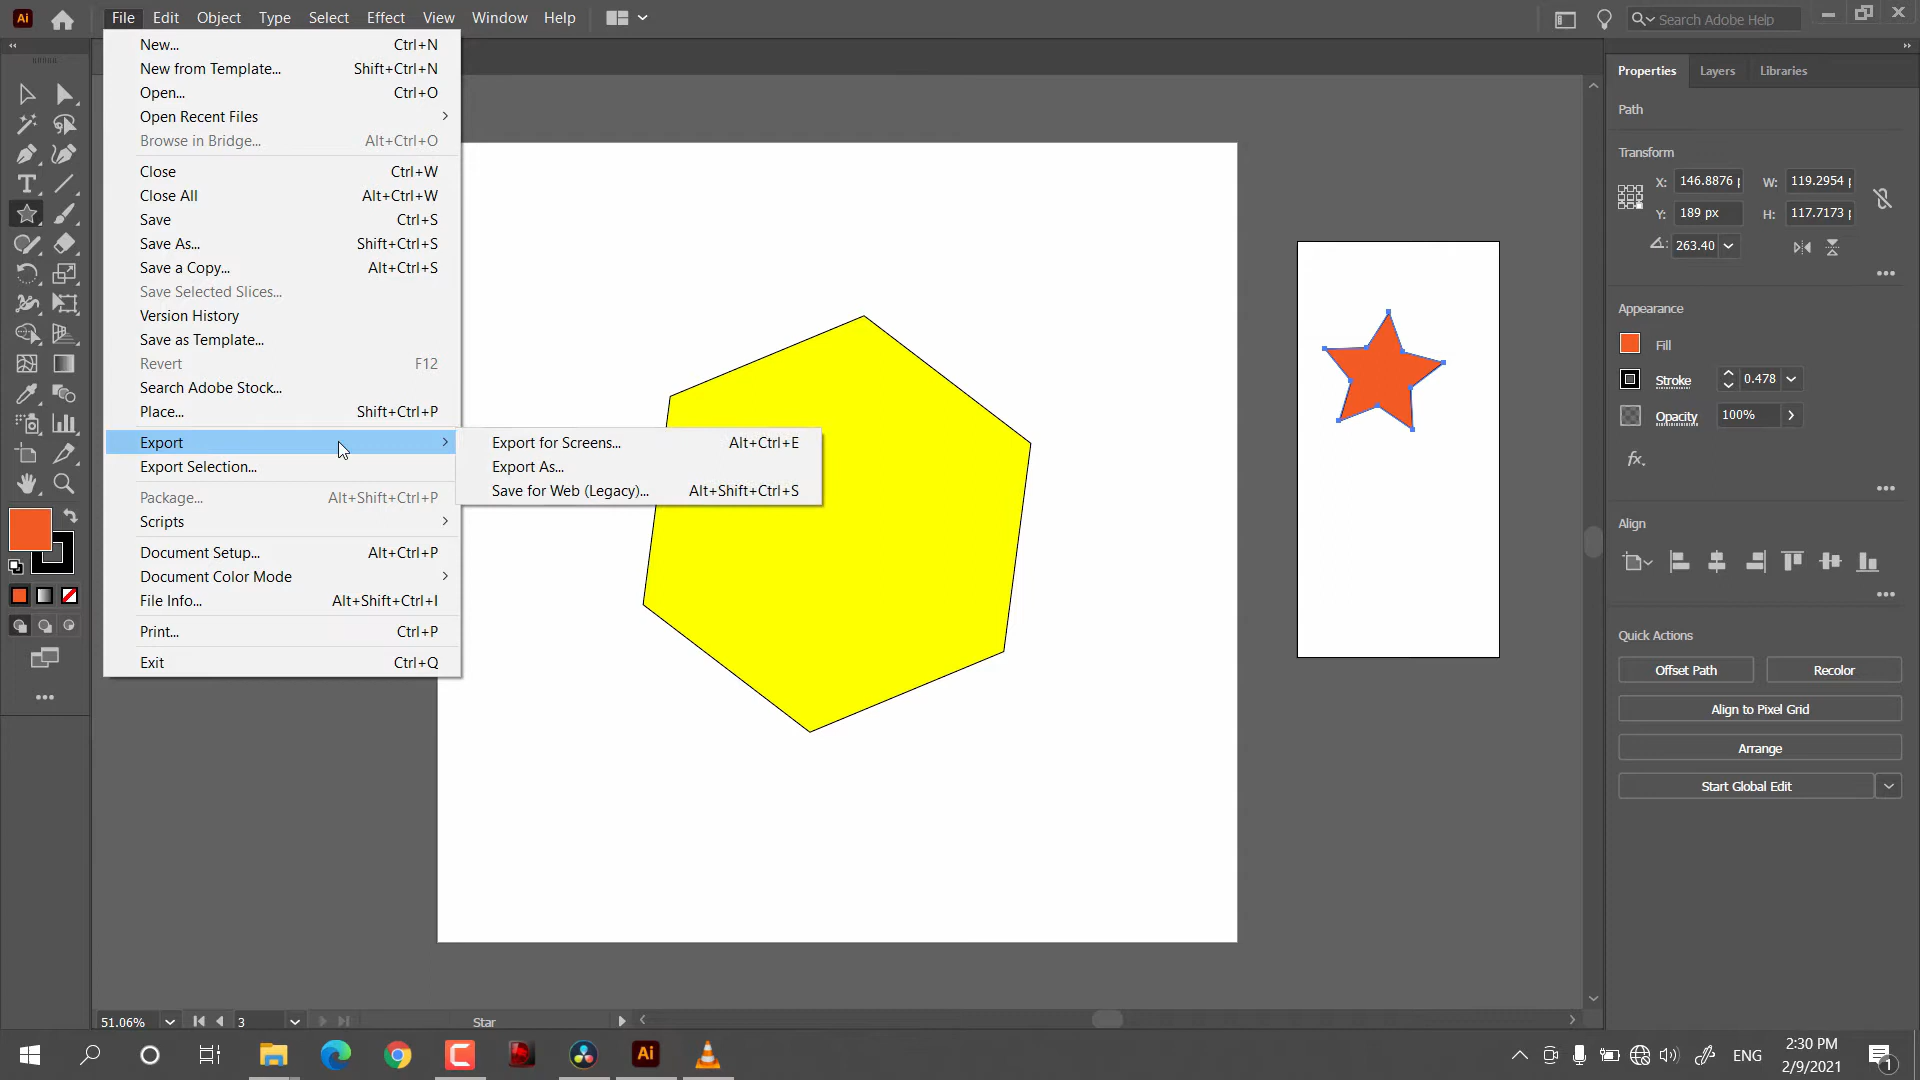 Ai File Edit Object Type Select Effect View Window Help Search Adobe Help
New... Ctrl+N
New from Template... Shift+Ctrl+N
Open... Ctrl+O
Open Recent Files
Browse in Bridge... Alt+Ctrl+O
Close Ctrl+W
Close All Alt+Ctrl+W
Save Ctrl+S
Save As... Shift+Ctrl+S
Save a Copy... Alt+Ctrl+S
Save Selected Slices...
Version History
Save as Template...
Revert F12
Search Adobe Stock...
Place... Shift+Ctrl+P
Export
Export Selection...
Package... Alt+Shift+Ctrl+P
Scripts
Document Setup... Alt+Ctrl+P
Document Color Mode
File Info... Alt+Shift+Ctrl+I
Print... Ctrl+P
Exit Ctrl+Q
Export for Screens... Alt+Ctrl+E
Export As...
Save for Web (Legacy)... Alt+Shift+Ctrl+S
Properties Layers Libraries
Path
Transform
X: 146.8876 p W: 119.2954 p
Y: 189 px H: 117.7173 p
263.40
Appearance
Fill
Stroke 0.478
Opacity 100%
fx.
Align
Quick Actions
Offset Path Recolor
Align to Pixel Grid
Arrange
Start Global Edit
51.06% 3 Star
Ai ENG 2:30 PM
2/9/2021 1